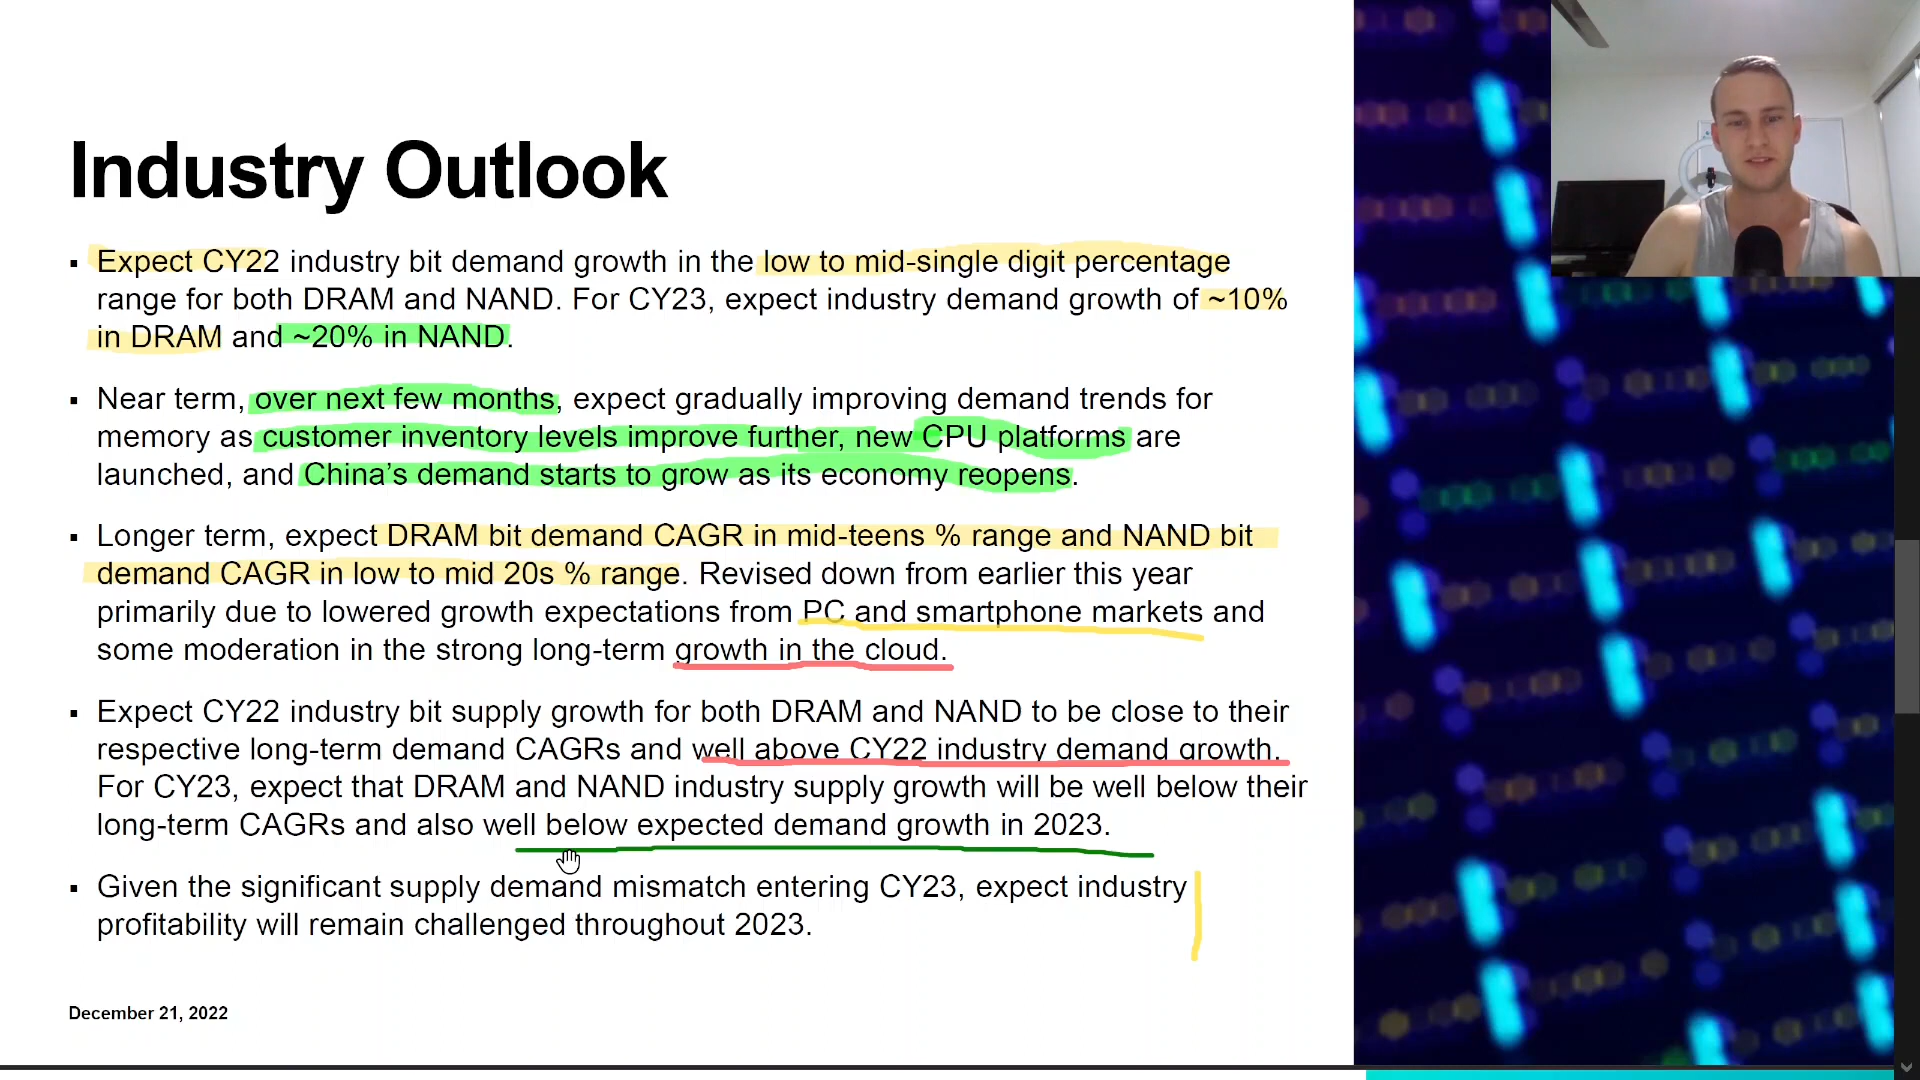 Industry Outlook
▪ Expect CY22 industry bit demand growth in the low to mid-single digit percentage
range for both DRAM and NAND. For CY23, expect industry demand growth of ~10%
in DRAM and ~20% in NAND.
▪ Near term, over next few months, expect gradually improving demand trends for
memory as customer inventory levels improve further, new CPU platforms are
launched, and China’s demand starts to grow as its economy reopens.
▪ Longer term, expect DRAM bit demand CAGR in mid-teens % range and NAND bit
demand CAGR in low to mid 20s % range. Revised down from earlier this year
primarily due to lowered growth expectations from PC and smartphone markets and
some moderation in the strong long-term growth in the cloud.
▪ Expect CY22 industry bit supply growth for both DRAM and NAND to be close to their
respective long-term demand CAGRs and well above CY22 industry demand growth.
For CY23, expect that DRAM and NAND industry supply growth will be well below their
long-term CAGRs and also well below expected demand growth in 2023.
▪ Given the significant supply demand mismatch entering CY23, expect industry
profitability will remain challenged throughout 2023.
December 21, 2022